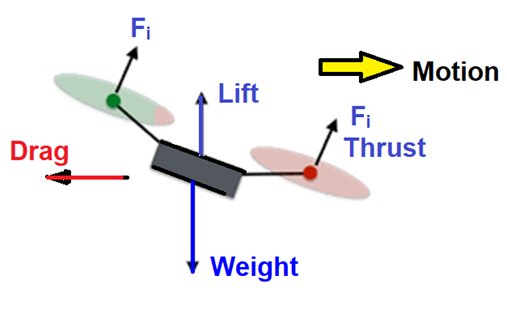 Fi
Lift
Motion
Fi
Thrust
Drag
Weight